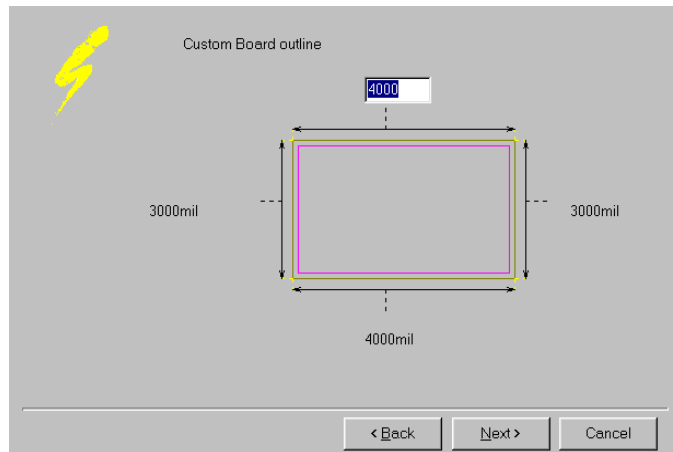 Custom Board outline
4000
3000mil
3000mil
4000mil
< Back
Next >
Cancel